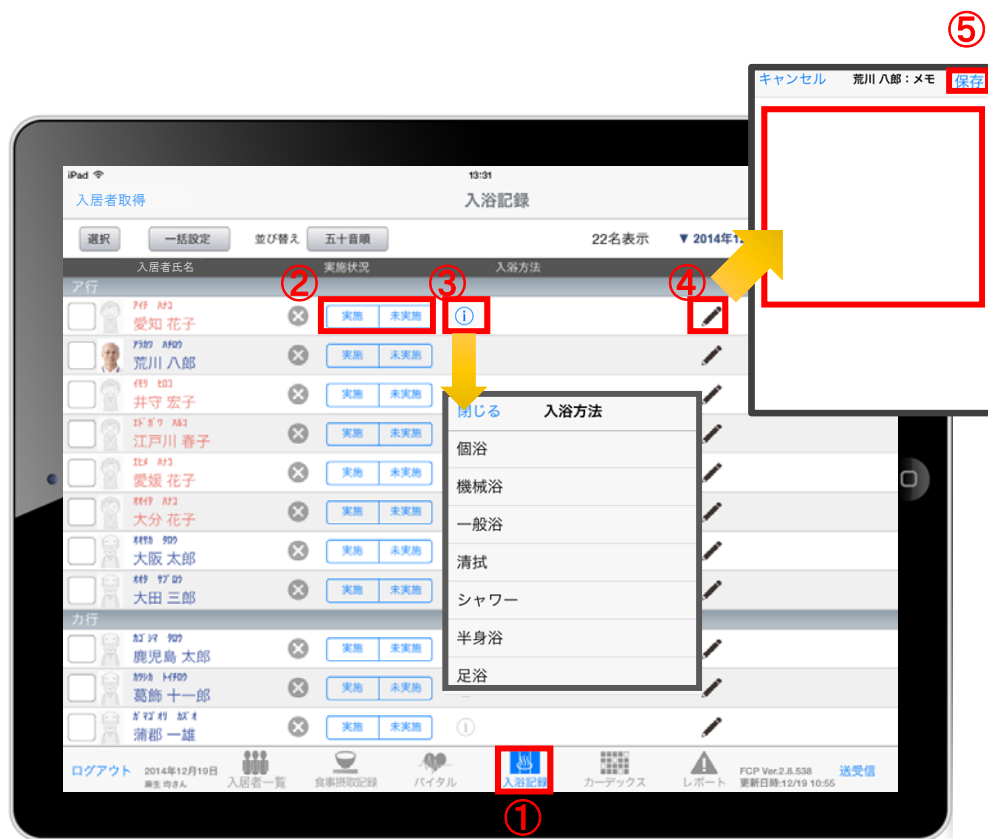 ⑤
キャンセル 荒川 八郎：メモ 保存
iPad 13:31
入居者取得 入浴記録
選択 一括設定 並び替え 五十音順 22名表示 ▼ 2014年
入居者氏名 実施状況 入浴方法
② ③ ④
ア行
ｱｲﾁ ﾊﾅｺ
愛知 花子 実施 未実施
ｱﾗｶﾜ ﾊﾁﾛｳ
荒川 八郎 実施 未実施
ｲﾓﾘ ﾋﾛｺ
井守 宏子 実施 未実施
ｴﾄﾞｶﾞﾜ ﾊﾙｺ
江戸川 春子 実施 未実施
ｴﾋﾒ ﾊﾅｺ
愛媛 花子 実施 未実施
ｵｵｲﾀ ﾊﾅｺ
大分 花子 実施 未実施
ｵｵｻｶ ﾀﾛｳ
大阪 太郎 実施 未実施
ｵｵﾀ ｻﾌﾞﾛｳ
大田 三郎 実施 未実施
閉じる 入浴方法
個浴
機械浴
一般浴
清拭
シャワー
半身浴
足浴
カ行
ｶｺﾞｼﾏ ﾀﾛｳ
鹿児島 太郎 実施 未実施
ｶﾂｼｶ ﾄｲﾁﾛｳ
葛飾 十一郎 実施 未実施
ｶﾞﾏｺﾞｵﾘ ｶｽﾞｵ
蒲郡 一雄 実施 未実施
ログアウト 2014年12月19日
麻生 均さん
入居者一覧 食事摂取記録 バイタル 入浴記録 カーデックス レポート
FCP Ver.2.8.538
更新日時:12/19 10:55
送受信
①